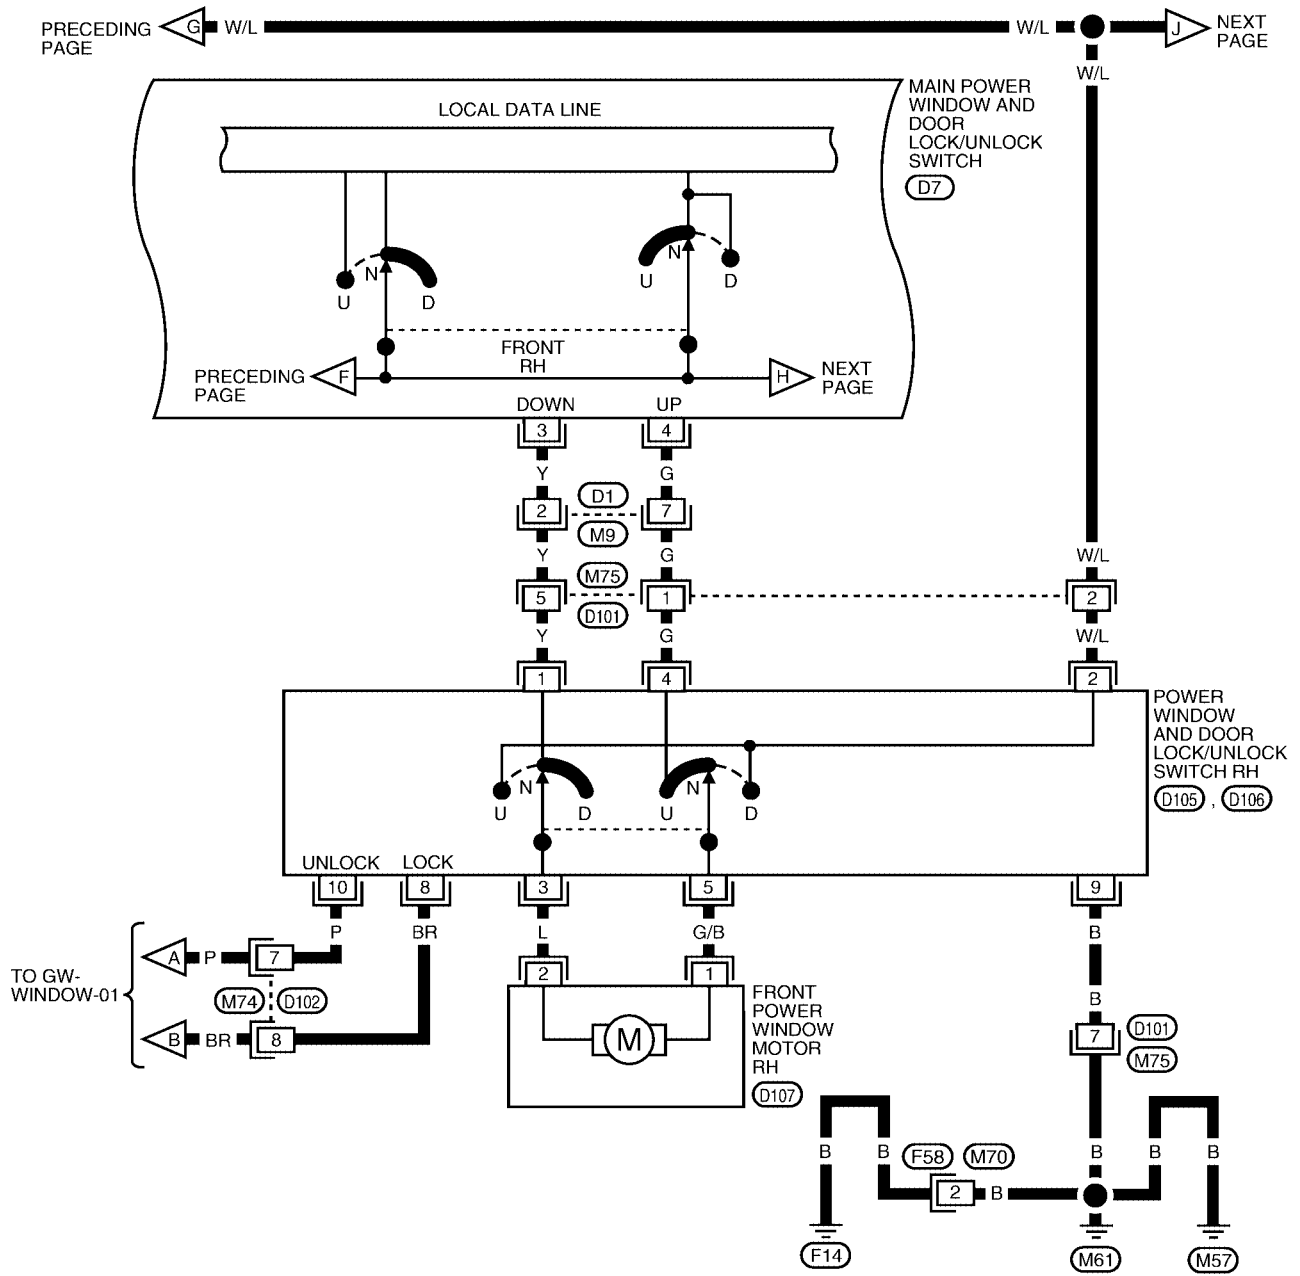 PRECEDING
PAGE
G
W/L
W/L
J
NEXT
PAGE
W/L
MAIN POWER
WINDOW AND
DOOR
LOCK/UNLOCK
SWITCH
D7
LOCAL DATA LINE
N
U
D
N
U
D
FRONT
RH
PRECEDING
PAGE
F
H
NEXT
PAGE
DOWN
UP
3
4
Y
G
D1
2
7
M9
Y
G
W/L
M75
5
1
2
D101
Y
G
W/L
1
4
2
POWER
WINDOW
AND DOOR
LOCK/UNLOCK
SWITCH RH
D105 , D106
N
U
D
N
U
D
UNLOCK
LOCK
10
8
3
5
9
P
BR
L
G/B
B
TO GW-
WINDOW-01
A
P
7
M74
D102
B
BR
8
2
1
M
FRONT
POWER
WINDOW
MOTOR
RH
D107
B
7
D101
M75
B
B
B
B
B
F58
M70
2
B
F14
M61
M57